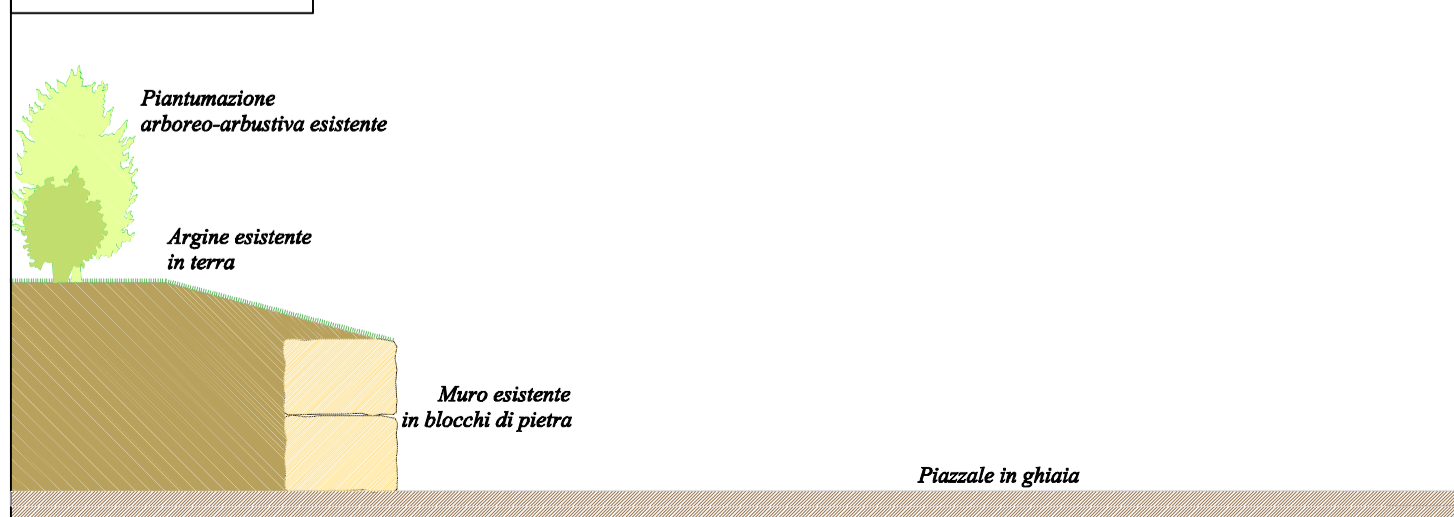 Piantumazione
arboreo-arbustiva esistente
Argine esistente
in terra
Muro esistente
in blocchi di pietra
Piazzale in ghiaia